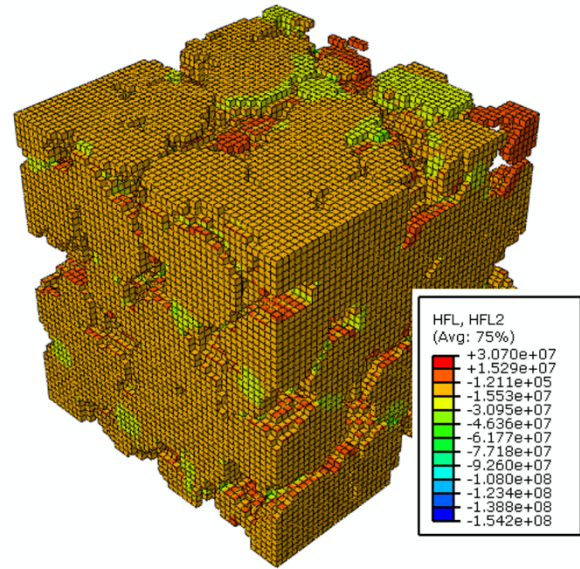 HFL, HFL2
(Avg: 75%)
+3.070e+07
+1.529e+07
-1.211e+05
-1.553e+07
-3.095e+07
-4.636e+07
-6.177e+07
-7.718e+07
-9.260e+07
-1.080e+08
-1.234e+08
-1.388e+08
-1.542e+08